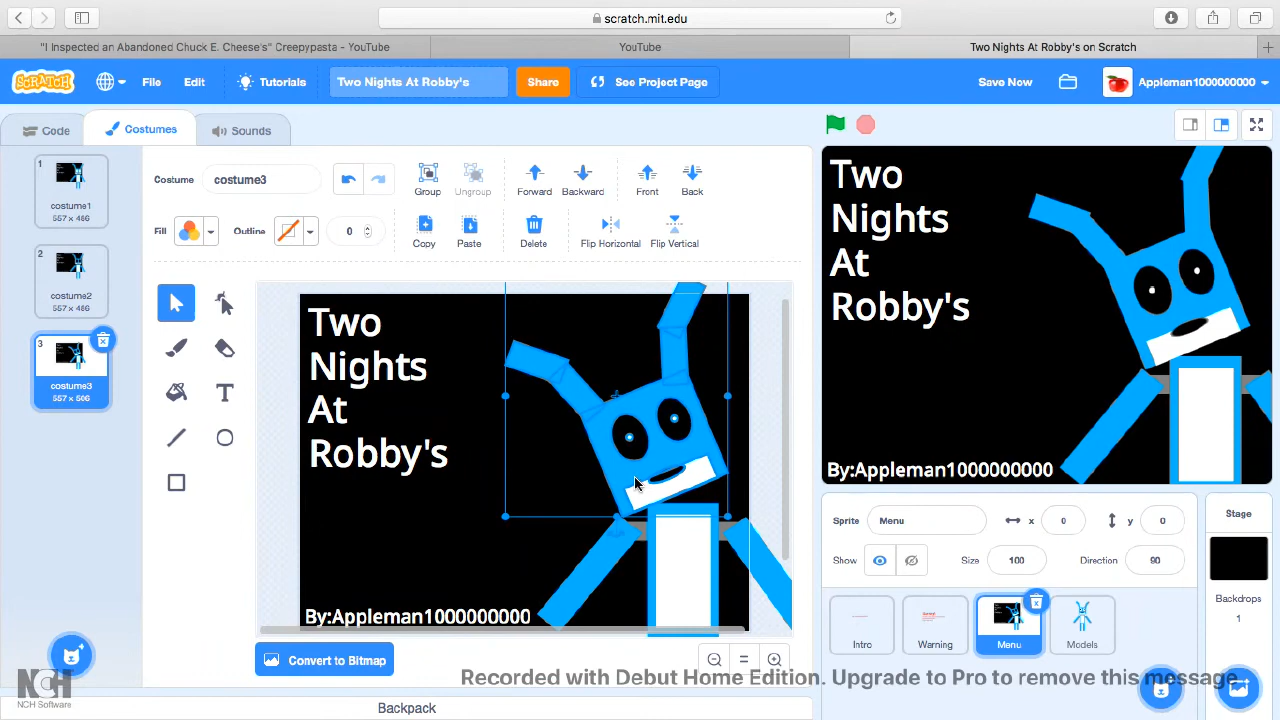 scratch.mit.edu
"I Inspected an Abandoned Chuck E. Cheese's" Creepypasta - YouTube
YouTube
Two Nights At Robby's on Scratch
SCRATCH
File
Edit
Tutorials
Two Nights At Robby's
Share
See Project Page
Save Now
Appleman1000000000
Code
Costumes
Sounds
1
costume1
557 x 466
2
costume2
557 x 466
3
costume3
557 x 506
Costume
costume3
Group
Ungroup
Forward
Backward
Front
Back
Fill
Outline
0
Copy
Paste
Delete
Flip Horizontal
Flip Vertical
Two
Nights
At
Robby's
By:Appleman1000000000
Convert to Bitmap
Backpack
Two
Nights
At
Robby's
By:Appleman1000000000
Sprite
Menu
x
0
y
0
Show
Size
100
Direction
90
Intro
Warning
Menu
Models
Stage
Backdrops
1
Recorded with Debut Home Edition. Upgrade to Pro to remove this message.
NCH
NCH Software